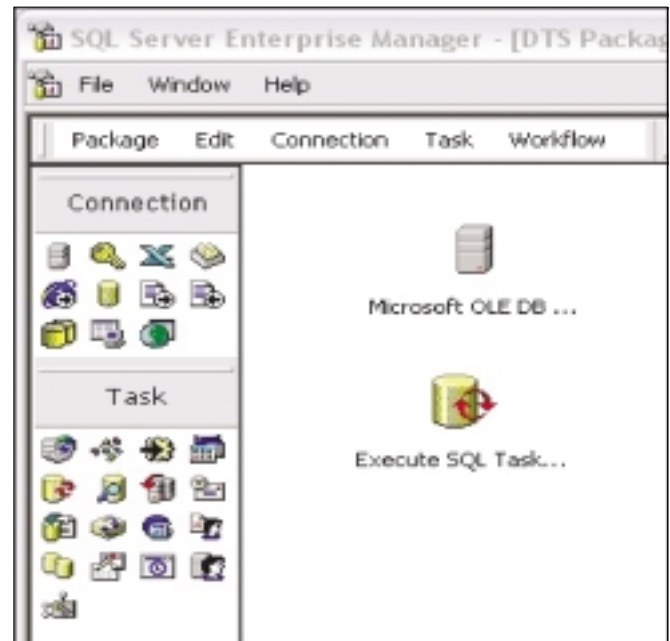 SQL Server Enterprise Manager - [DTS Packag
File Window Help
Package Edit Connection Task Workflow
Connection
Microsoft OLE DB ...
Task
Execute SQL Task...